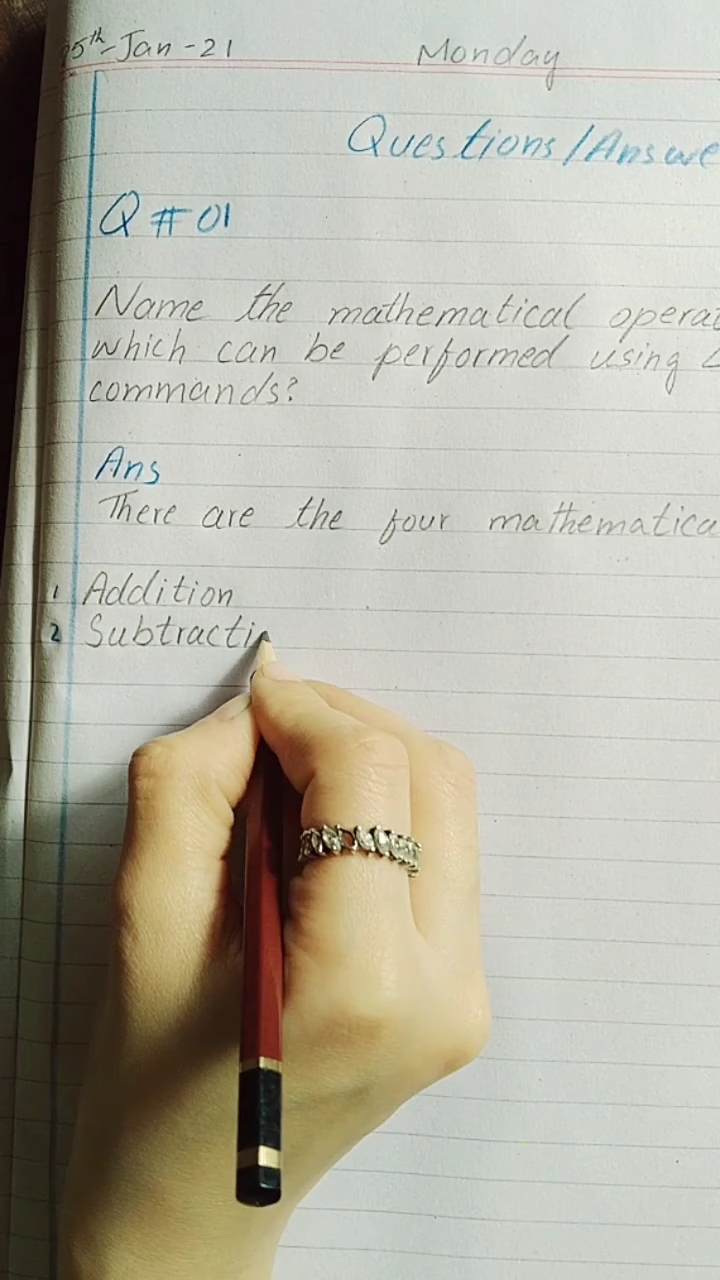 25th-Jan-21 Monday
Questions/Answe
Q # 01
Name the mathematical operat
which can be performed using
commands?
Ans
There are the four mathematica
1 Addition
2 Subtracti